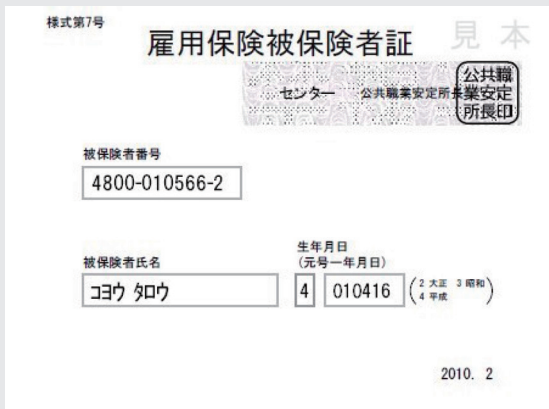 様式第7号
見 本
雇用保険被保険者証
センター 公共職業安定所長
公共職
業安定
所長印
被保険者番号
4800-010566-2
生年月日
被保険者氏名 (元号－年月日)
コヨウ タロウ 4 010416 (2 大正 3 昭和
4 平成)
2010. 2